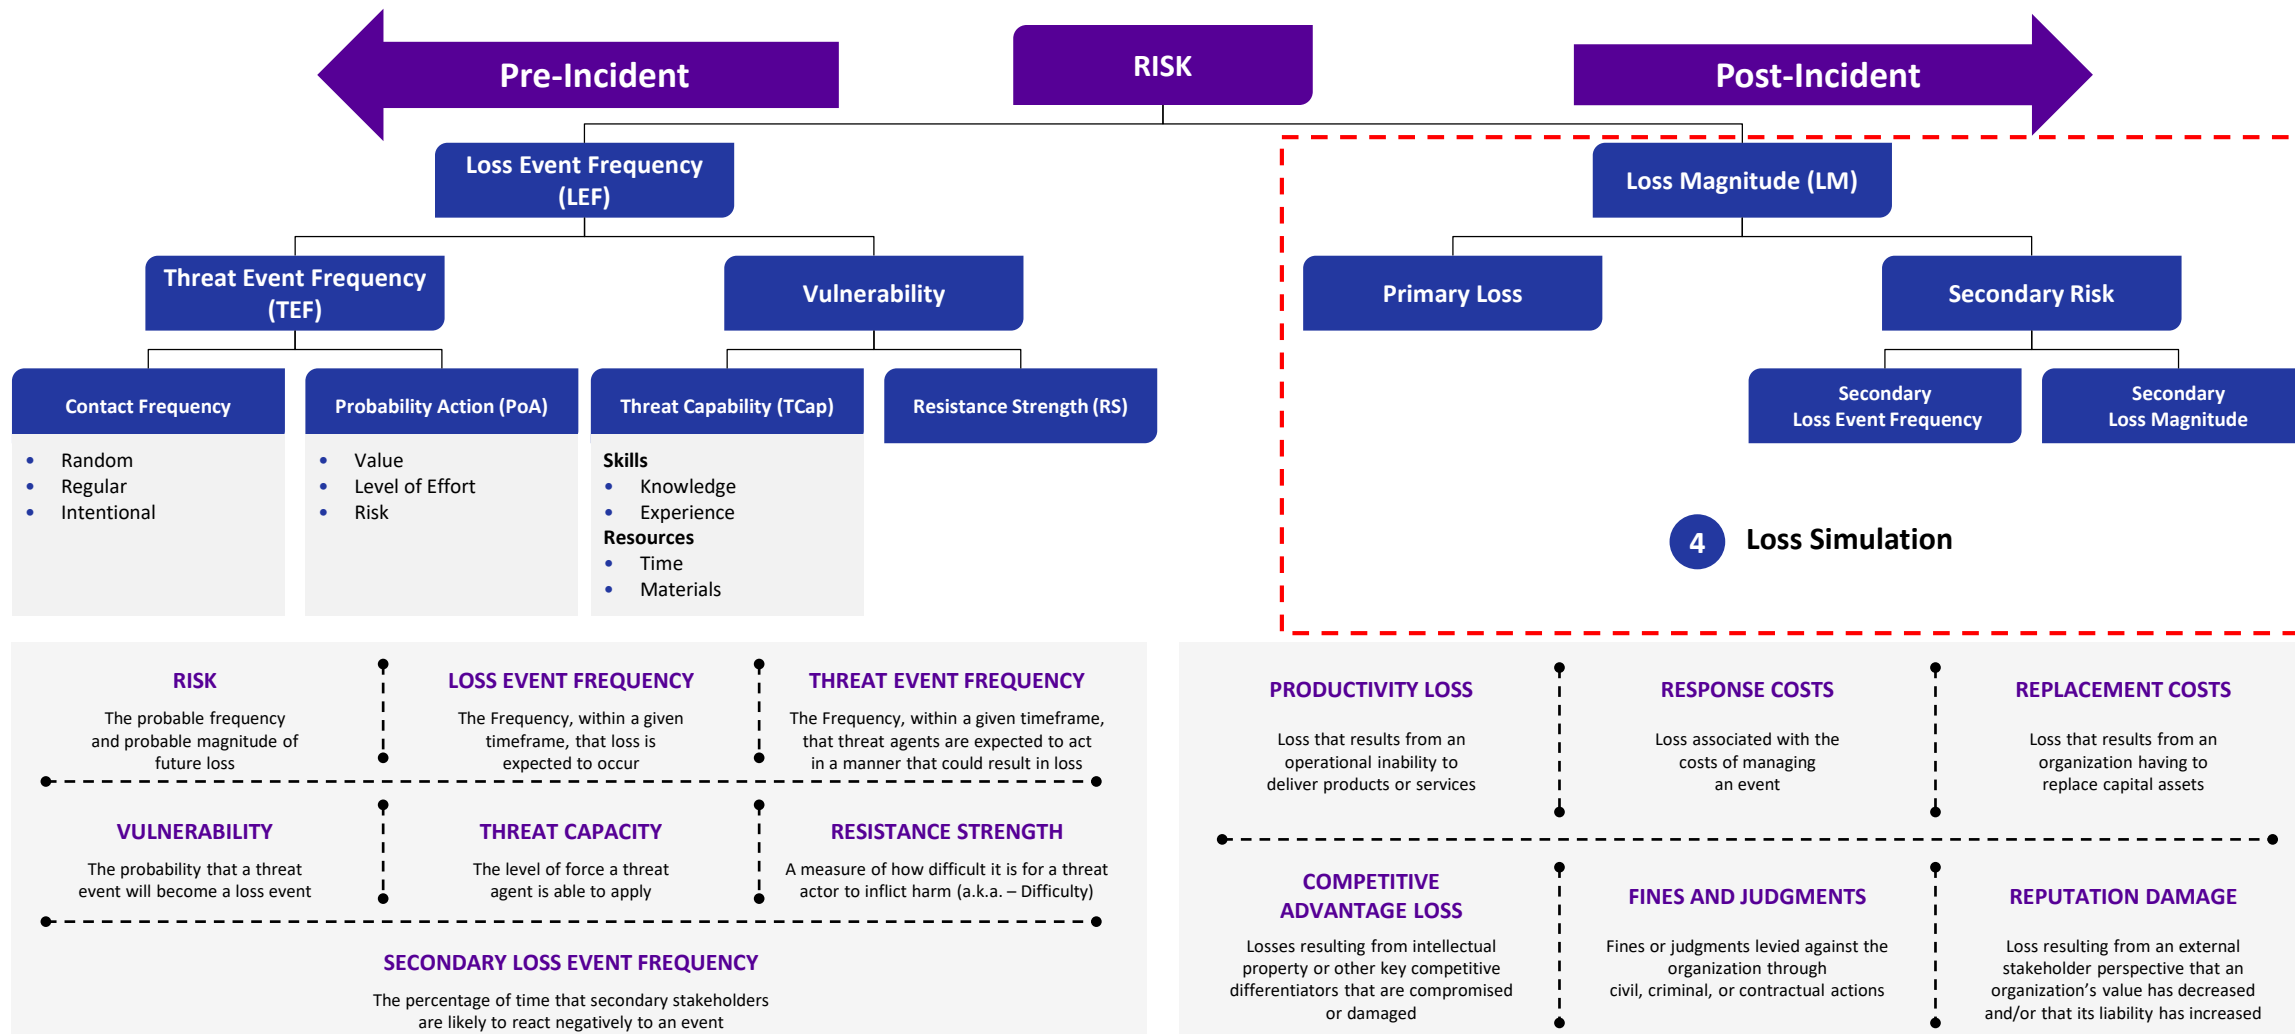 Pre-Incident
RISK
Post-Incident
Loss Event Frequency
(LEF)
Loss Magnitude (LM)
Threat Event Frequency
(TEF)
Vulnerability
Primary Loss
Secondary Risk
Contact Frequency
Probability Action (PoA)
Threat Capability (TCap)
Resistance Strength (RS)
Secondary
Loss Event Frequency
Secondary
Loss Magnitude
• Random
• Regular
• Intentional
• Value
• Level of Effort
• Risk
Skills
• Knowledge
• Experience
Resources
• Time
• Materials
4 Loss Simulation
RISK
The probable frequency
and probable magnitude of
future loss
LOSS EVENT FREQUENCY
The Frequency, within a given
timeframe, that loss is
expected to occur
THREAT EVENT FREQUENCY
The Frequency, within a given timeframe,
that threat agents are expected to act
in a manner that could result in loss
VULNERABILITY
The probability that a threat
event will become a loss event
THREAT CAPACITY
The level of force a threat
agent is able to apply
RESISTANCE STRENGTH
A measure of how difficult it is for a threat
actor to inflict harm (a.k.a. – Difficulty)
SECONDARY LOSS EVENT FREQUENCY
The percentage of time that secondary stakeholders
are likely to react negatively to an event
PRODUCTIVITY LOSS
Loss that results from an
operational inability to
deliver products or services
RESPONSE COSTS
Loss associated with the
costs of managing
an event
REPLACEMENT COSTS
Loss that results from an
organization having to
replace capital assets
COMPETITIVE
ADVANTAGE LOSS
Losses resulting from intellectual
property or other key competitive
differentiators that are compromised
or damaged
FINES AND JUDGMENTS
Fines or judgments levied against the
organization through
civil, criminal, or contractual actions
REPUTATION DAMAGE
Loss resulting from an external
stakeholder perspective that an
organization's value has decreased
and/or that its liability has increased